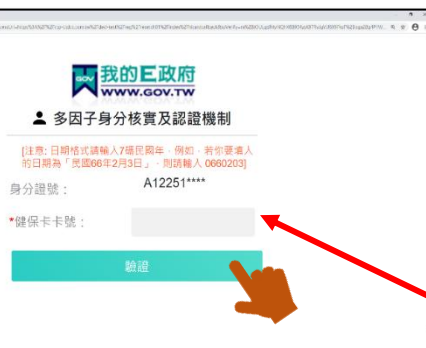 我的E政府
WWW.GOV.TW
多因子身分核實及認證機制
[注意: 日期格式請輸入7碼民國年，例如，若你要填入
的日期為「民國66年2月3日」，則請輸入 0660203]
身分證號：
A12251****
*健保卡卡號：
驗證